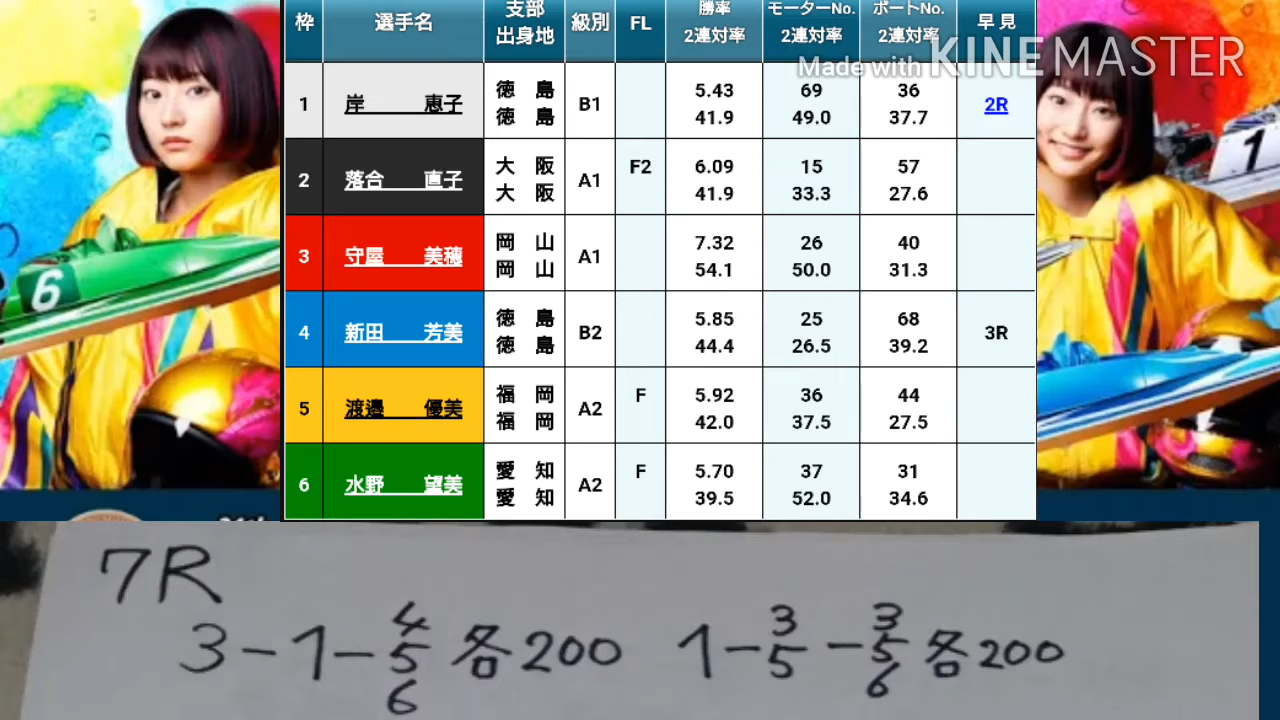 枠 選手名 支部 出身地 級別 FL 勝率 2連対率 モーターNo. 2連対率 ボートNo. 2連対率 早見
Made with KINEMASTER
1 岸 恵子 徳島 徳島 B1 5.43 41.9 69 49.0 36 37.7 2R
2 落合 直子 大阪 大阪 A1 F2 6.09 41.9 15 33.3 57 27.6
3 守屋 美穂 岡山 岡山 A1 7.32 54.1 26 50.0 40 31.3
4 新田 芳美 徳島 徳島 B2 5.85 44.4 25 26.5 68 39.2 3R
5 渡邉 優美 福岡 福岡 A2 F 5.92 42.0 36 37.5 44 27.5
6 水野 望美 愛知 愛知 A2 F 5.70 39.5 37 52.0 31 34.6
6
1
7R
3-1-4 5 6 各200 1-3 5-3 5 6 各200